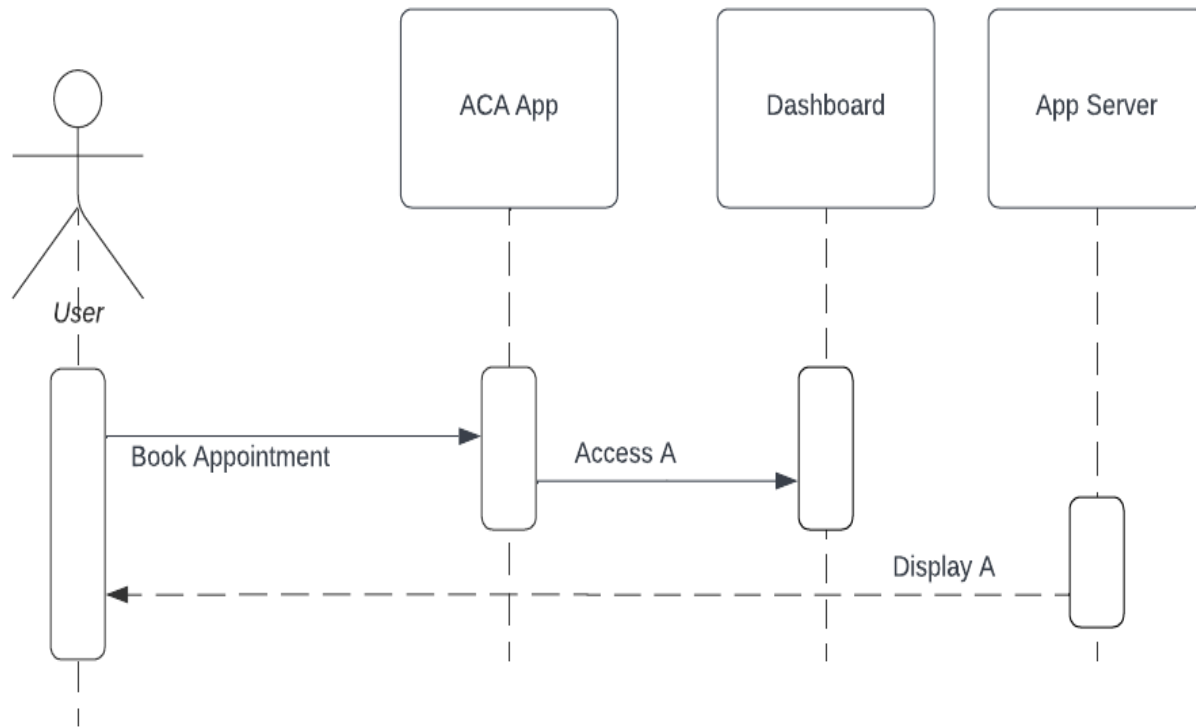 ACA App
Dashboard
App Server
User
Book Appointment
Access A
Display A